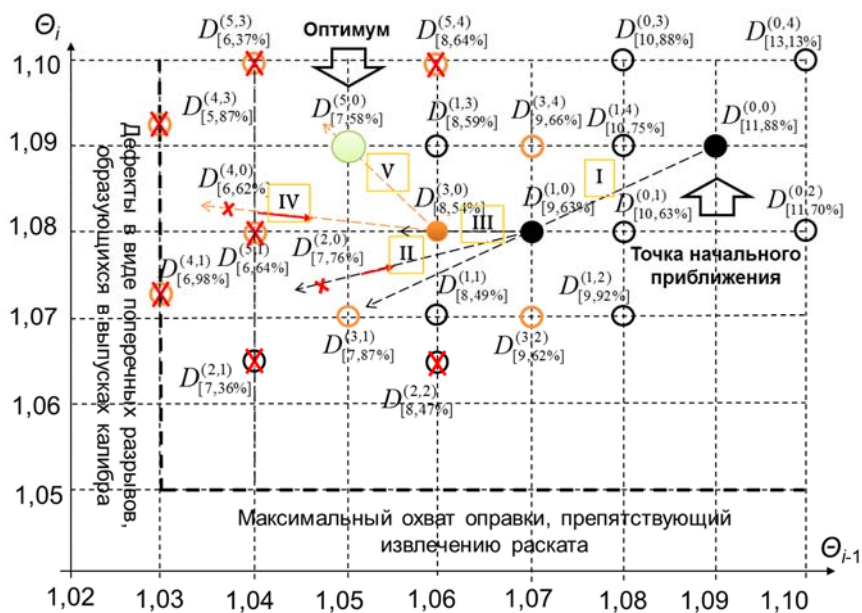 Θi
D(5,3)[6,37%]
Оптимум
D(5,4)[8,64%]
D(0,3)[10,88%]
D(0,4)[13,13%]
1,10
D(4,3)[5,87%]
D(5,0)[7,58%]
D(1,3)[8,59%]
D(3,4)[9,66%]
D(1,4)[10,75%]
D(0,0)[11,88%]
1,09
V
I
D(4,0)[6,62%]
IV
D(3,0)[8,54%]
D(1,0)[9,63%]
D(0,1)[10,63%]
D(0,2)[11,70%]
1,08
III
D(4,1)[6,98%]
D(5,1)[6,64%]
D(2,0)[7,76%]
II
Точка начального
приближения
D(1,1)[8,49%]
D(1,2)[9,92%]
1,07
D(3,1)[7,87%]
D(3,2)[9,62%]
D(2,1)[7,36%]
D(2,2)[8,47%]
1,06
Дефекты в виде поперечных разрывов,
образующихся в выпусках калибра
1,05
Максимальный охват оправки, препятствующий
извлечению раската
Θi-1
1,02 1,03 1,04 1,05 1,06 1,07 1,08 1,09 1,10